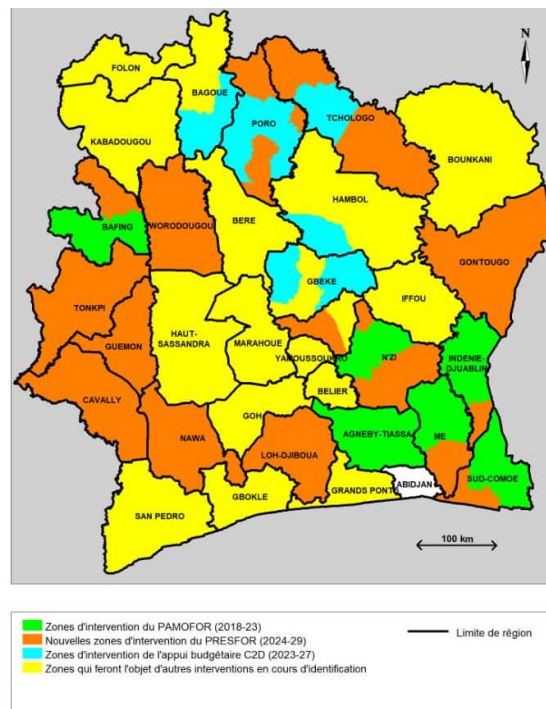 N
FOLON
BAGOUE
PORO
TCHOLOGO
KABADOUGOU
BOUNKANI
HAMBOL
BAFING
WORODOUGOU
BERE
GONTOUGO
GBEKE
TONKPI
IFFOU
HAUT-
SASSANDRA
MARAHOUE
GUEMON
YAMOUSSOUKRO
N'ZI
INDENIE-
DJUABLIN
BELIER
CAVALLY
GOH
AGNEBY-TIASSA
ME
NAWA
LOH-DJIBOUA
SUD-COMOE
GBOKLE
GRANDS PONT
ABIDJAN
SAN PEDRO
100 km
Zones d'intervention du PAMOFOR (2018-23)
Nouvelles zones d'intervention du PRESFOR (2024-29)
Zones d'intervention de l'appui budgétaire C2D (2023-27)
Zones qui feront l'objet d'autres interventions en cours d'identification
Limite de région